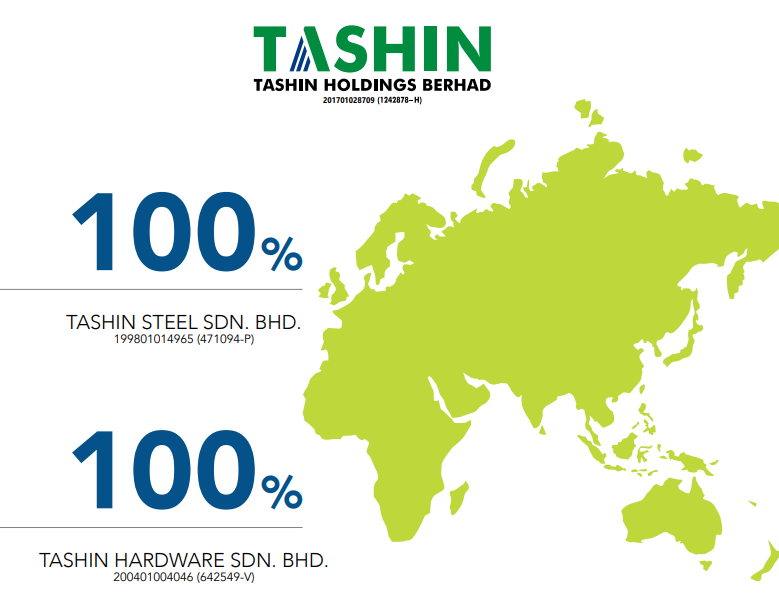 TASHIN
TASHIN HOLDINGS BERHAD
201701028709 (1242878–H)
100%
TASHIN STEEL SDN. BHD.
199801014965 (471094-P)
100%
TASHIN HARDWARE SDN. BHD.
200401004046 (642549-V)